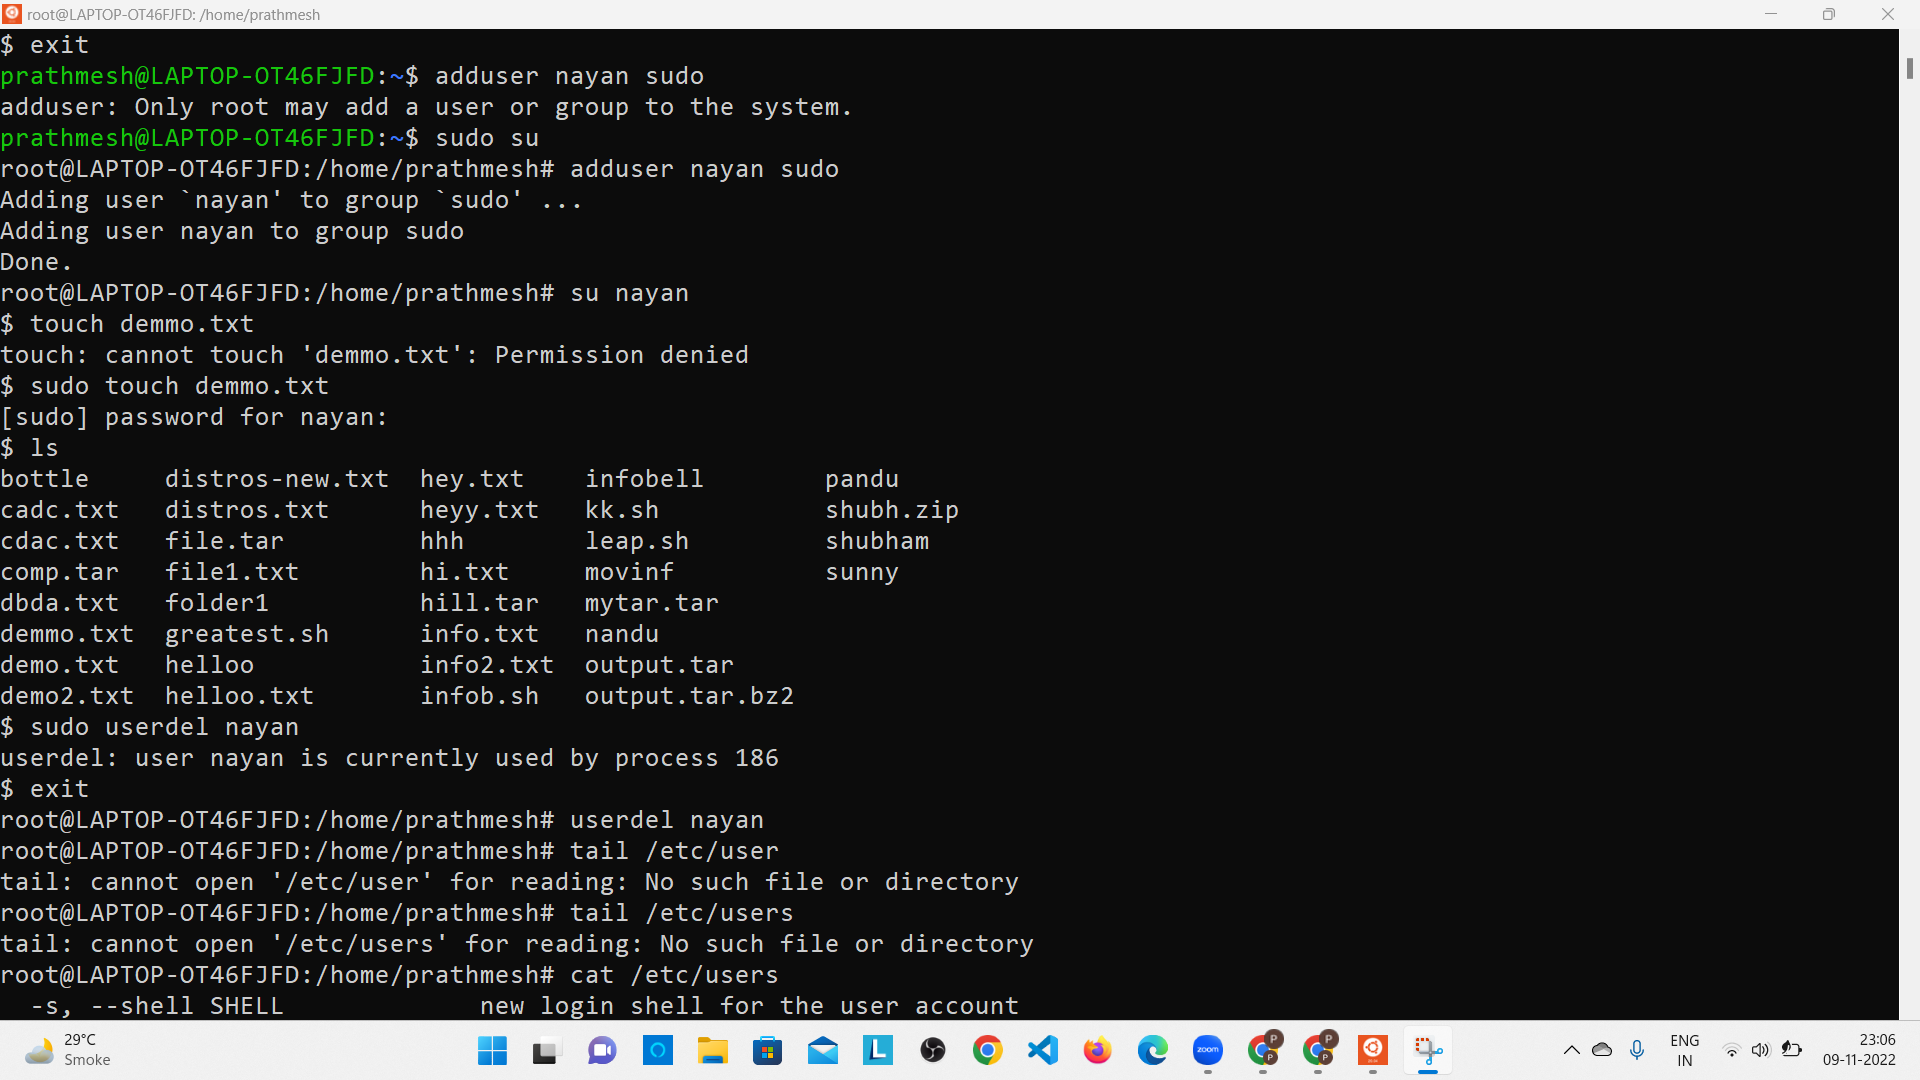 root@LAPTOP-OT46FJFD: /home/prathmesh
$ exit
prathmesh@LAPTOP-OT46FJFD:~$ adduser nayan sudo
adduser: Only root may add a user or group to the system.
prathmesh@LAPTOP-OT46FJFD:~$ sudo su
root@LAPTOP-OT46FJFD:/home/prathmesh# adduser nayan sudo
Adding user `nayan' to group `sudo' ...
Adding user nayan to group sudo
Done.
root@LAPTOP-OT46FJFD:/home/prathmesh# su nayan
$ touch demmo.txt
touch: cannot touch 'demmo.txt': Permission denied
$ sudo touch demmo.txt
[sudo] password for nayan:
$ ls
bottle     distros-new.txt  hey.txt    infobell        pandu
cadc.txt   distros.txt      heyy.txt   kk.sh           shubh.zip
cdac.txt   file.tar         hhh        leap.sh         shubham
comp.tar   file1.txt        hi.txt     movinf          sunny
dbda.txt   folder1          hill.tar   mytar.tar
demmo.txt  greatest.sh      info.txt   nandu
demo.txt   helloo           info2.txt  output.tar
demo2.txt  helloo.txt       infob.sh   output.tar.bz2
$ sudo userdel nayan
userdel: user nayan is currently used by process 186
$ exit
root@LAPTOP-OT46FJFD:/home/prathmesh# userdel nayan
root@LAPTOP-OT46FJFD:/home/prathmesh# tail /etc/user
tail: cannot open '/etc/user' for reading: No such file or directory
root@LAPTOP-OT46FJFD:/home/prathmesh# tail /etc/users
tail: cannot open '/etc/users' for reading: No such file or directory
root@LAPTOP-OT46FJFD:/home/prathmesh# cat /etc/users
  -s, --shell SHELL             new login shell for the user account
29°C
Smoke
L
zoom
P
P
P
P
ENG
IN
23:06
09-11-2022